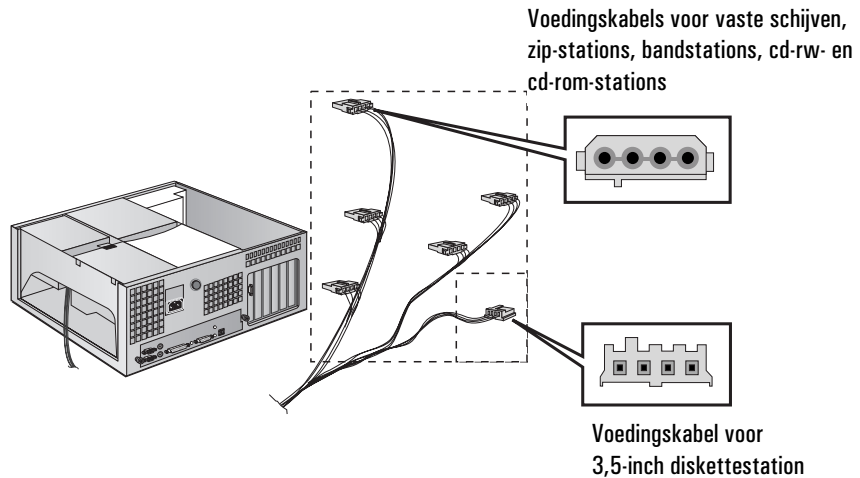 Voedingskabels voor vaste schijven,
zip-stations, bandstations, cd-rw- en
cd-rom-stations
Voedingskabel voor
3,5-inch diskettestation